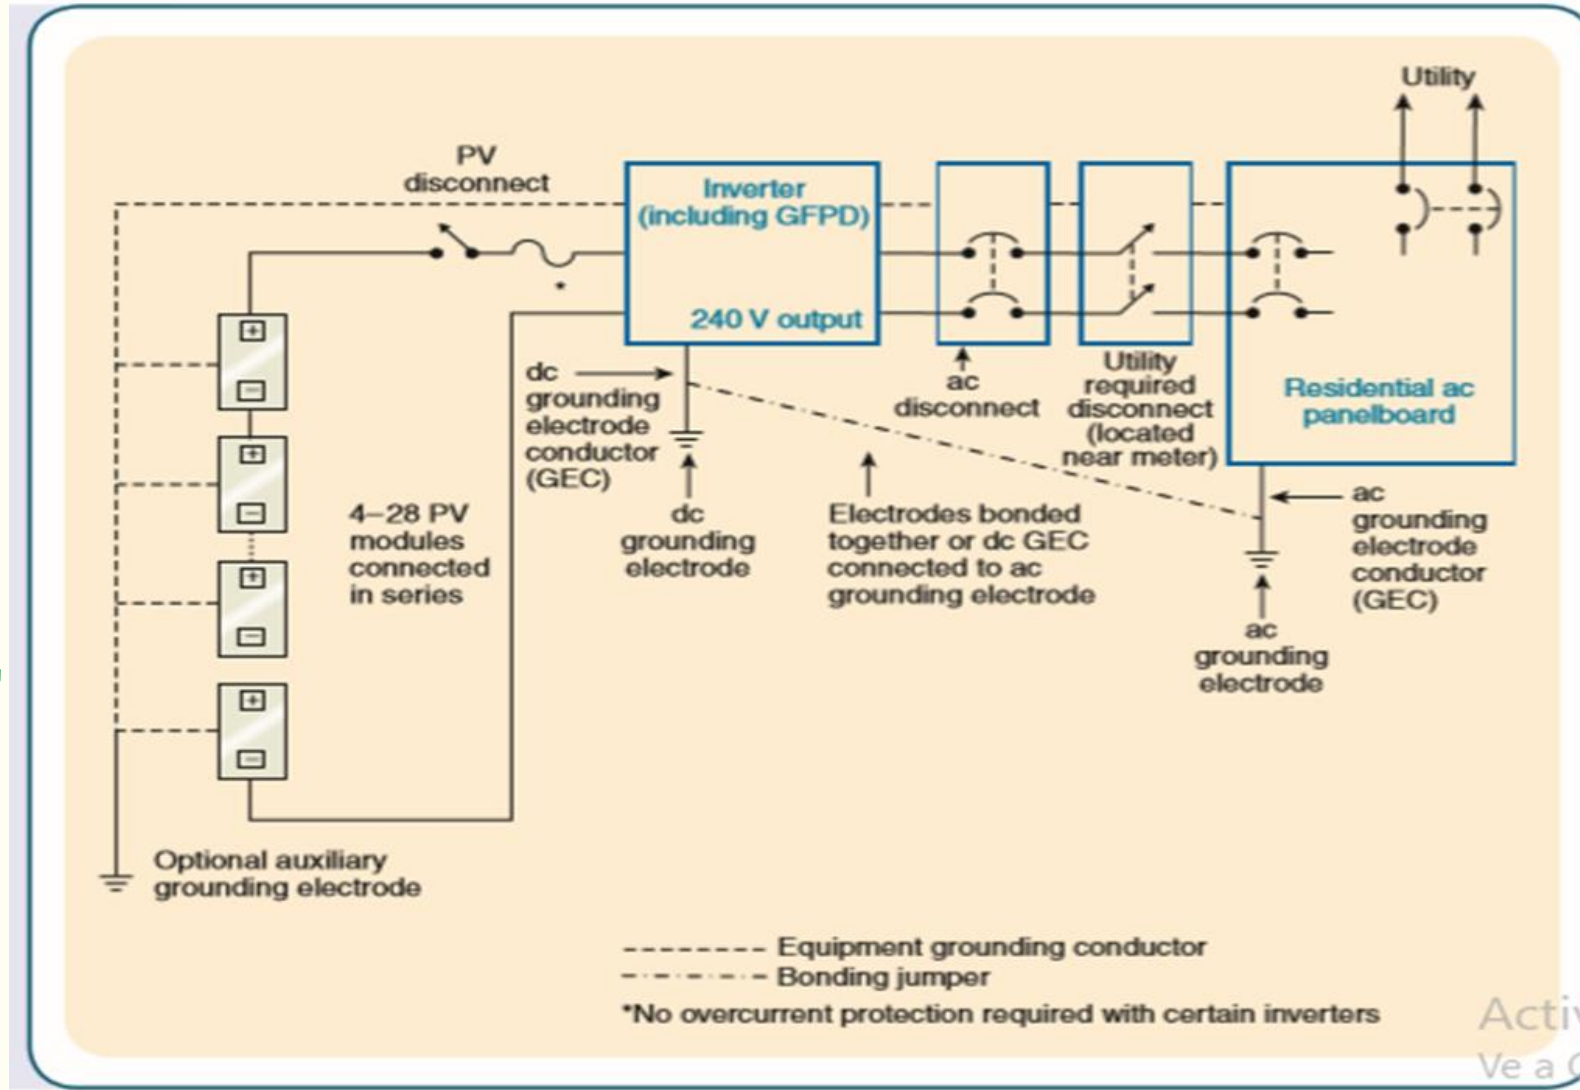 Utility
PV
disconnect
Inverter
(including GFPD)
240 V output
dc
grounding
electrode
conductor
(GEC)
ac
disconnect
Utility
required
disconnect
(located
near meter)
Residential ac
panelboard
+
−
+
−
+
−
+
−
4–28 PV
modules
connected
in series
dc
grounding
electrode
Electrodes bonded
together or dc GEC
connected to ac
grounding electrode
ac
grounding
electrode
conductor
(GEC)
ac
grounding
electrode
*
Optional auxiliary
grounding electrode
Equipment grounding conductor
Bonding jumper
*No overcurrent protection required with certain inverters
Ve a